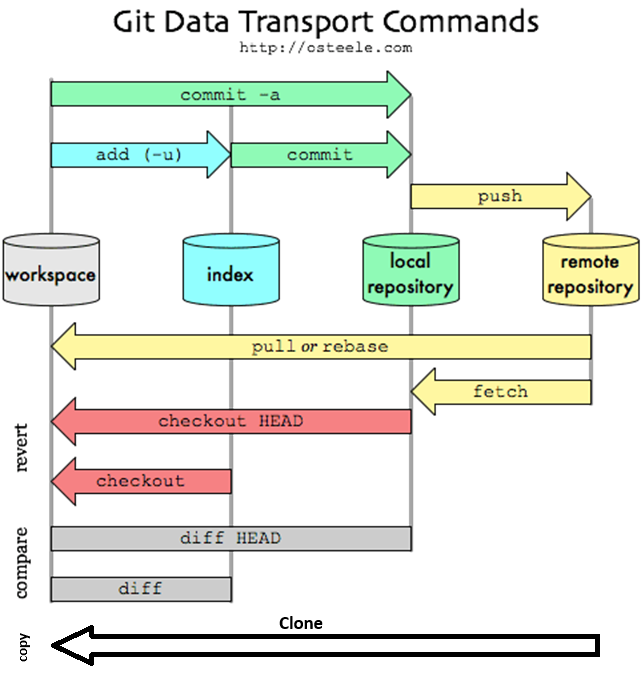 Git Data Transport Commands
http://osteele.com
commit -a
add (-u)
commit
push
workspace
index
local
repository
remote
repository
pull or rebase
fetch
revert
checkout HEAD
checkout
compare
diff HEAD
diff
copy
Clone